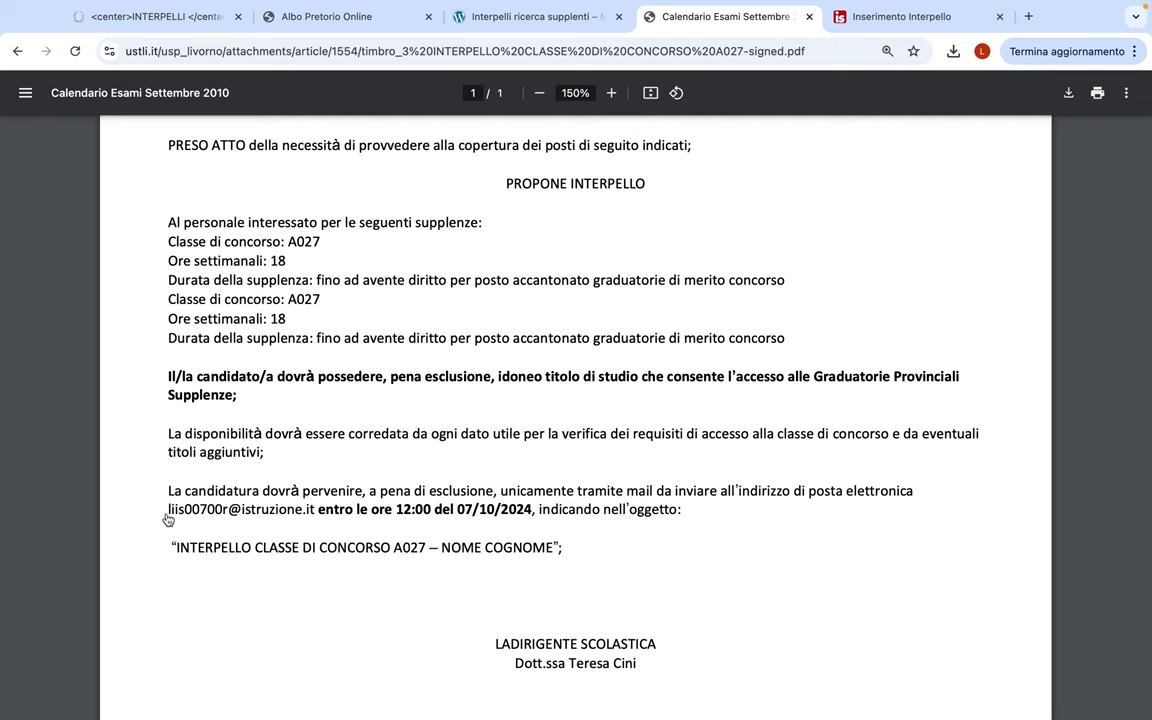 <center>INTERPELLI </cente
Albo Pretorio Online
Interpelli ricerca supplenti –
Calendario Esami Settembre
Inserimento Interpello
ustli.it/usp_livorno/attachments/article/1554/timbro_3%20INTERPELLO%20CLASSE%20DI%20CONCORSO%20A027-signed.pdf
L
Termina aggiornamento
Calendario Esami Settembre 2010
1 / 1
150%
PRESO ATTO della necessità di provvedere alla copertura dei posti di seguito indicati;
PROPONE INTERPELLO
Al personale interessato per le seguenti supplenze:
Classe di concorso: A027
Ore settimanali: 18
Durata della supplenza: fino ad avente diritto per posto accantonato graduatorie di merito concorso
Classe di concorso: A027
Ore settimanali: 18
Durata della supplenza: fino ad avente diritto per posto accantonato graduatorie di merito concorso
Il/la candidato/a dovrà possedere, pena esclusione, idoneo titolo di studio che consente l'accesso alle Graduatorie Provinciali
Supplenze;
La disponibilità dovrà essere corredata da ogni dato utile per la verifica dei requisiti di accesso alla classe di concorso e da eventuali
titoli aggiuntivi;
La candidatura dovrà pervenire, a pena di esclusione, unicamente tramite mail da inviare all'indirizzo di posta elettronica
liis00700r@istruzione.it entro le ore 12:00 del 07/10/2024, indicando nell'oggetto:
“INTERPELLO CLASSE DI CONCORSO A027 – NOME COGNOME”;
LADIRIGENTE SCOLASTICA
Dott.ssa Teresa Cini